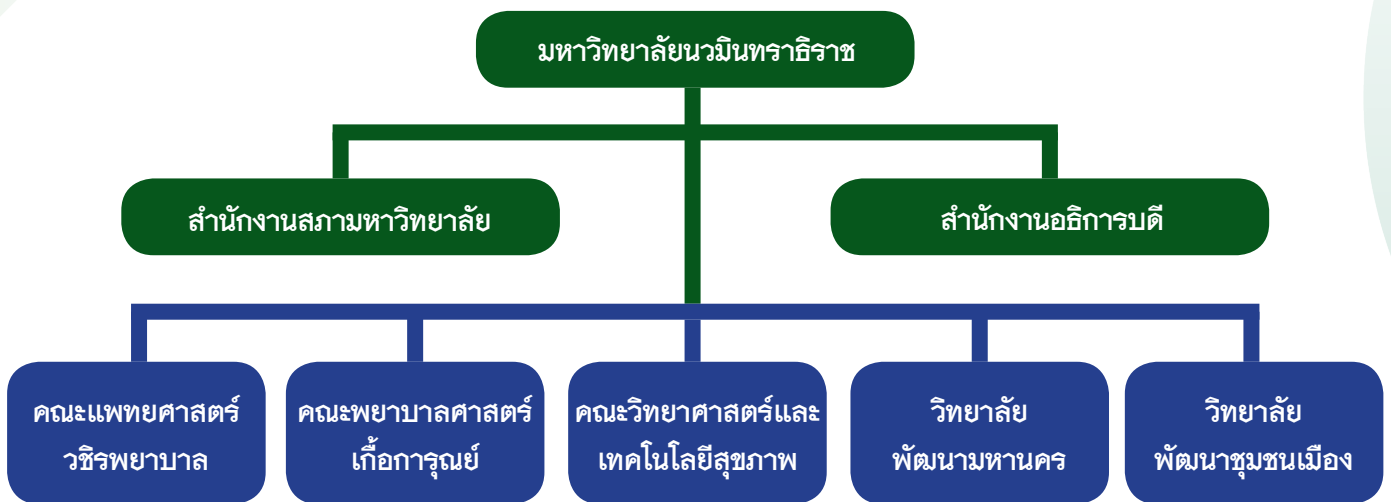 มหาวิทยาลัยนวมินทราธิราช
สำนักงานสภามหาวิทยาลัย
สำนักงานอธิการบดี
คณะแพทยศาสตร์
วชิรพยาบาล
คณะพยาบาลศาสตร์
เกื้อการุณย์
คณะวิทยาศาสตร์และ
เทคโนโลยีสุขภาพ
วิทยาลัย
พัฒนามหานคร
วิทยาลัย
พัฒนาชุมชนเมือง